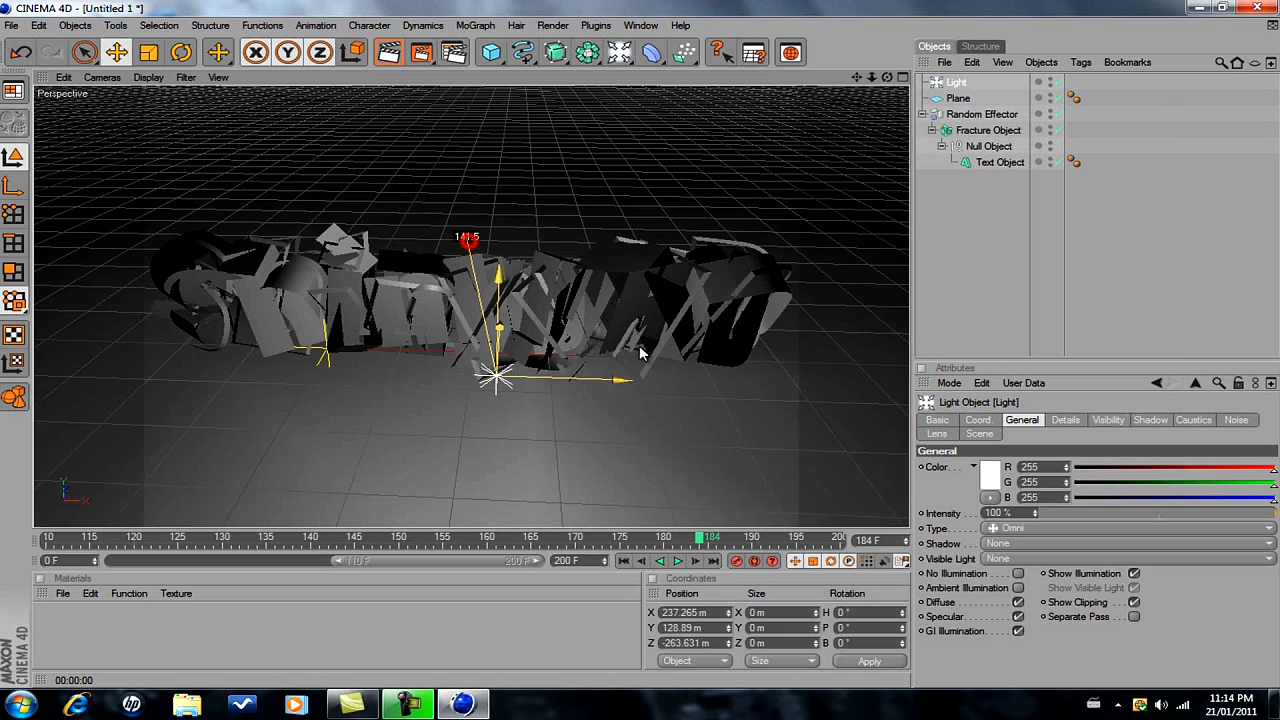 CINEMA 4D - [Untitled 1 *]
File Edit Objects Tools Selection Structure Functions Animation Character Dynamics MoGraph Hair Render Plugins Window Help
X Y Z
Edit Cameras Display Filter View
Perspective
Objects Structure
File Edit View Objects Tags Bookmarks
Light
Plane
Random Effector
Fracture Object
Null Object
Text Object
Attributes
Mode Edit User Data
Light Object [Light]
Basic Coord. General Details Visibility Shadow Caustics Noise
Lens Scene
General
Color R 255
G 255
B 255
Intensity 100 %
Type Omni
Shadow None
Visible Light None
No Illumination Show Illumination
Ambient Illumination Show Visible Light
Diffuse Show Clipping
Specular Separate Pass
GI Illumination
Y
X
110 115 120 125 130 135 140 145 150 155 160 165 170 175 180 184 190 195 200 184 F
0 F 110 F 200 F 200 F
Materials
File Edit Function Texture
Coordinates
Position Size Rotation
X 237.265 m X 0 m H 0 °
Y 128.89 m Y 0 m P 0 °
Z -263.631 m Z 0 m B 0 °
Object Size Apply
MAXON
CINEMA 4D
00:00:00
hp
11:14 PM
21/01/2011